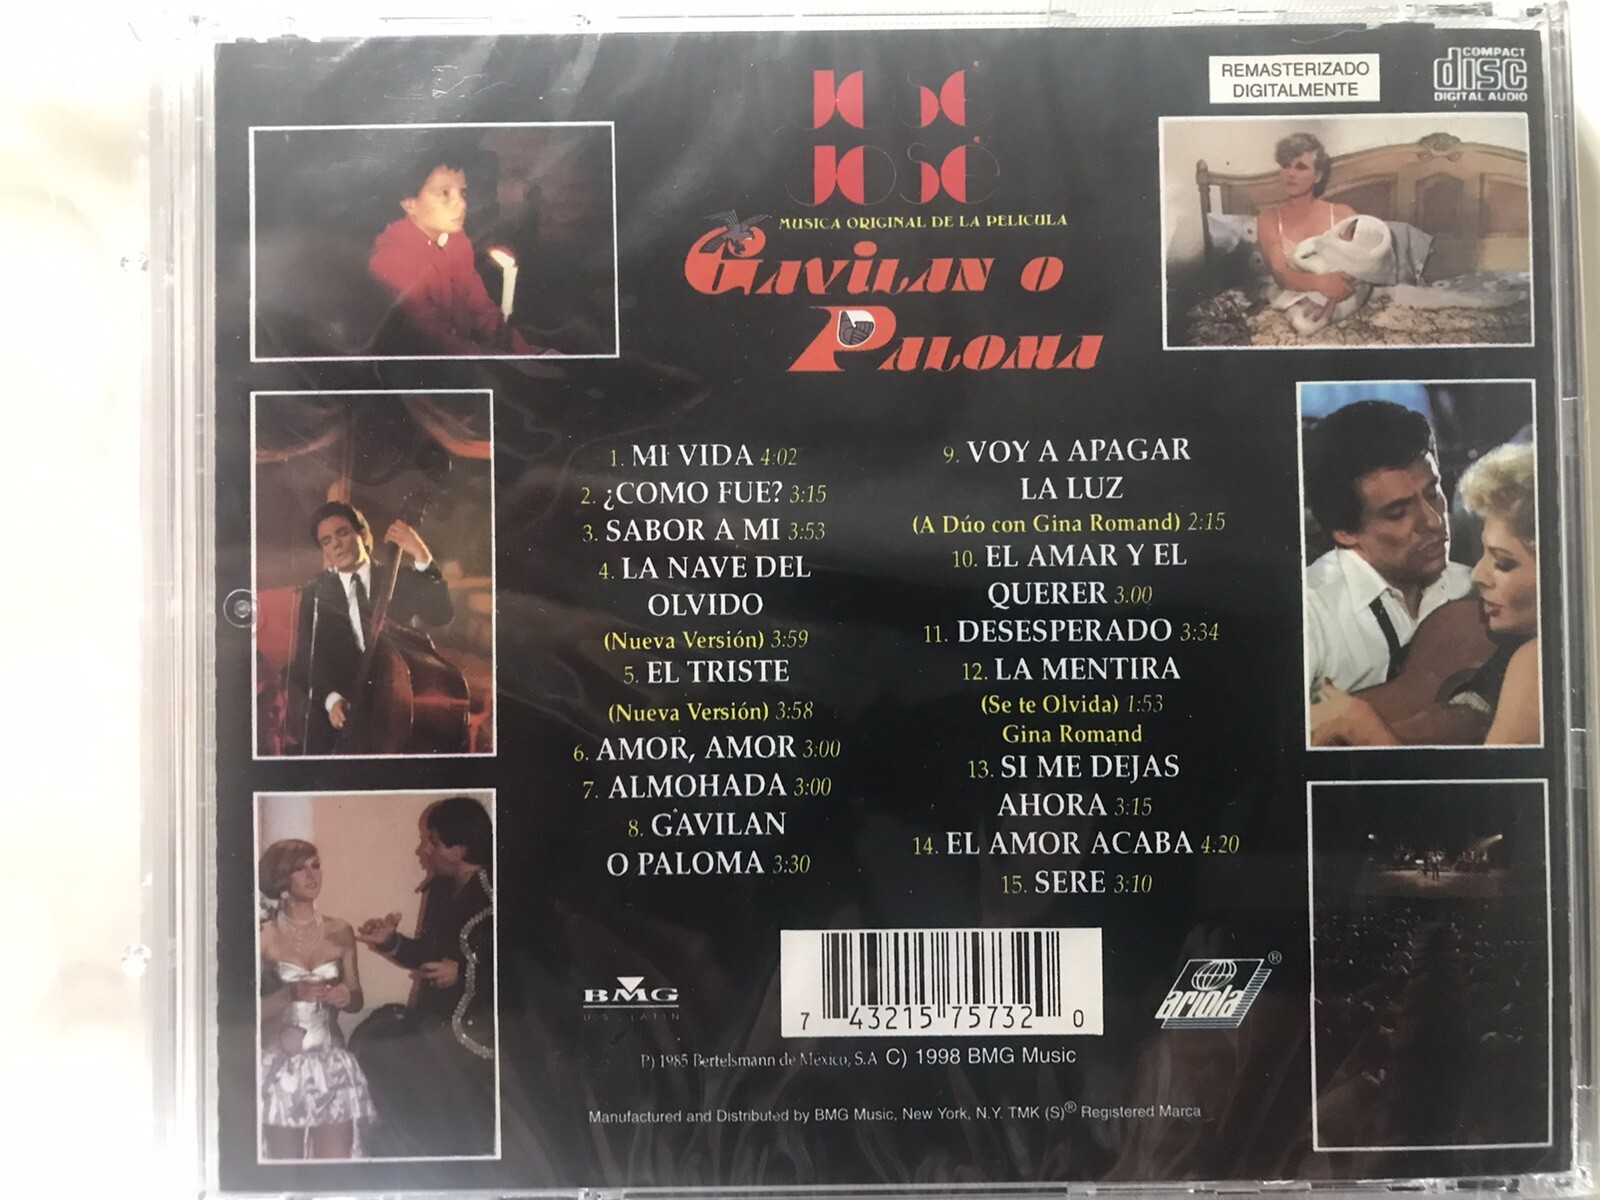 JOSE
JOSÉ
MUSICA ORIGINAL DE LA PELICULA
GAVILAN O
PALOMA
REMASTERIZADO
DIGITALMENTE
COMPACT
disc
DIGITAL AUDIO
1. MI VIDA 4:02
2. ¿COMO FUE? 3:15
3. SABOR A MI 3:53
4. LA NAVE DEL
OLVIDO
(Nueva Versión) 3:59
5. EL TRISTE
(Nueva Versión) 3:58
6. AMOR, AMOR 3:00
7. ALMOHADA 3:00
8. GAVILAN
O PALOMA 3:30
9. VOY A APAGAR
LA LUZ
(A Dúo con Gina Romand) 2:15
10. EL AMAR Y EL
QUERER 3.00
11. DESESPERADO 3:34
12. LA MENTIRA
(Se te Olvida) 1:53
Gina Romand
13. SI ME DEJAS
AHORA 3:15
14. EL AMOR ACABA 4:20
15. SERE 3:10
BMG
U.S. LATIN
7 43215 75732 0
ariola®
P) 1985 Bertelsmann de México, S.A C) 1998 BMG Music
Manufactured and Distributed by BMG Music, New York, N.Y. TMK (S)® Registered Marca